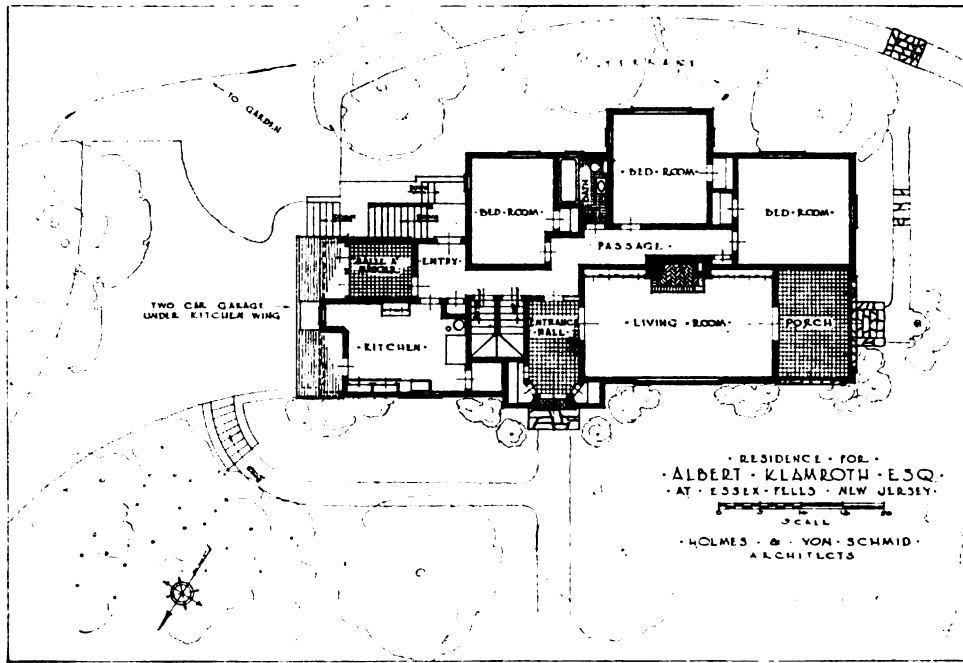 TO GARDEN
BED·ROOM
BATH
BED·ROOM
BED·ROOM
PASSAGE
ENTRY
TWO CAR GARAGE
UNDER KITCHEN WING
KITCHEN
ENTRANCE
HALL
LIVING·ROOM
PORCH
·RESIDENCE·FOR·
·ALBERT·KLAMROTH·ESQ·
·AT·ESSEX·FELLS·NEW JERSEY·
SCALE
·HOLMES·&·VON·SCHMID·
ARCHITECTS